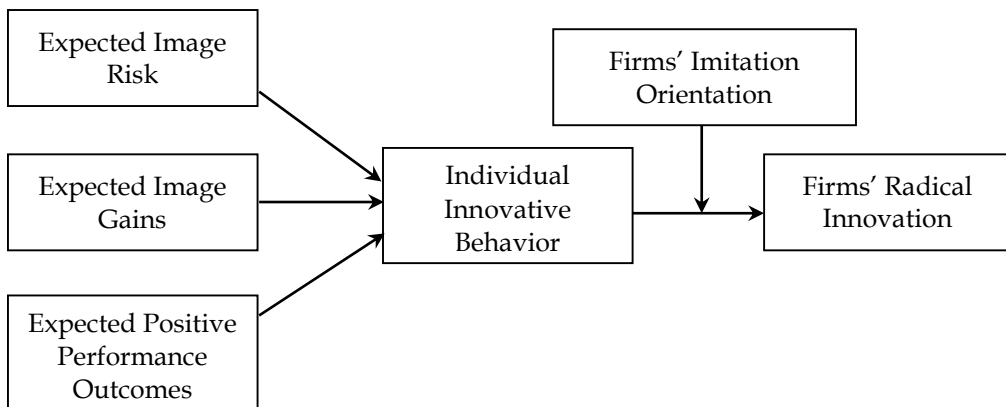 Expected Image
Risk
Firms’ Imitation
Orientation
Expected Image
Gains
Individual
Innovative
Behavior
Firms’ Radical
Innovation
Expected Positive
Performance
Outcomes